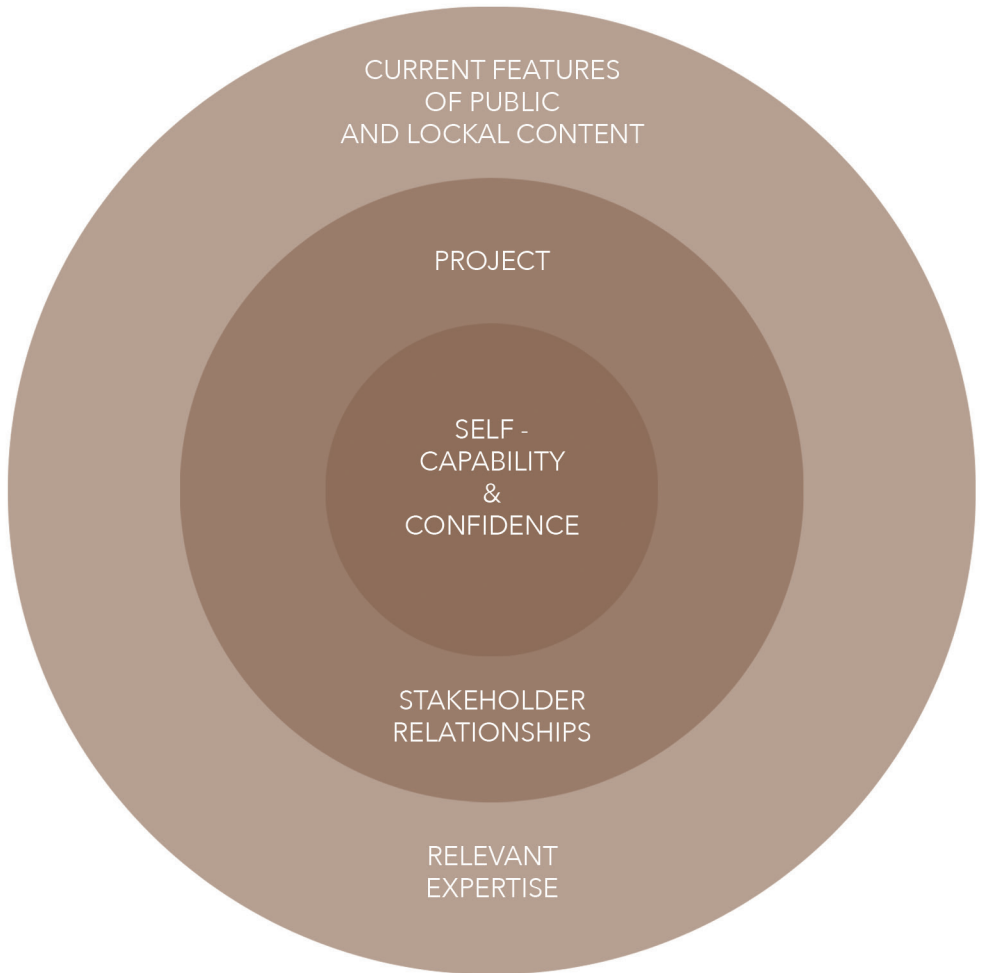 CURRENT FEATURES
OF PUBLIC
AND LOCKAL CONTENT
PROJECT
SELF -
CAPABILITY
&
CONFIDENCE
STAKEHOLDER
RELATIONSHIPS
RELEVANT
EXPERTISE